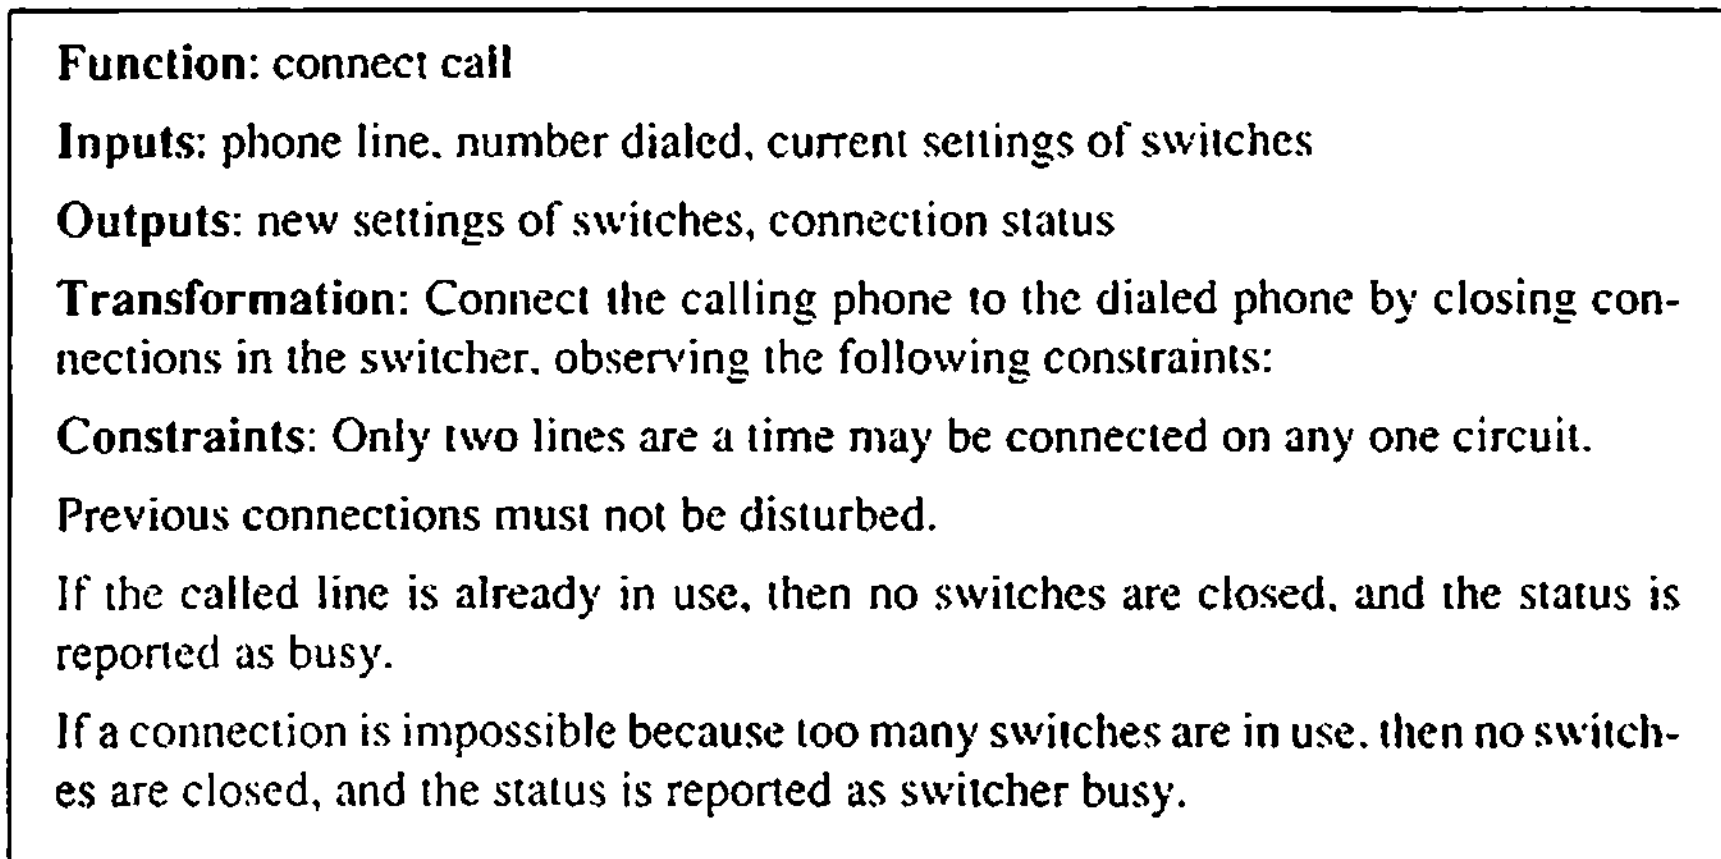 Function: connect call
Inputs: phone line, number dialed, current settings of switches
Outputs: new settings of switches, connection status
Transformation: Connect the calling phone to the dialed phone by closing con-
nections in the switcher, observing the following constraints:
Constraints: Only two lines are a time may be connected on any one circuit.
Previous connections must not be disturbed.
If the called line is already in use, then no switches are closed, and the status is
reported as busy.
If a connection is impossible because too many switches are in use, then no switch-
es are closed, and the status is reported as switcher busy.